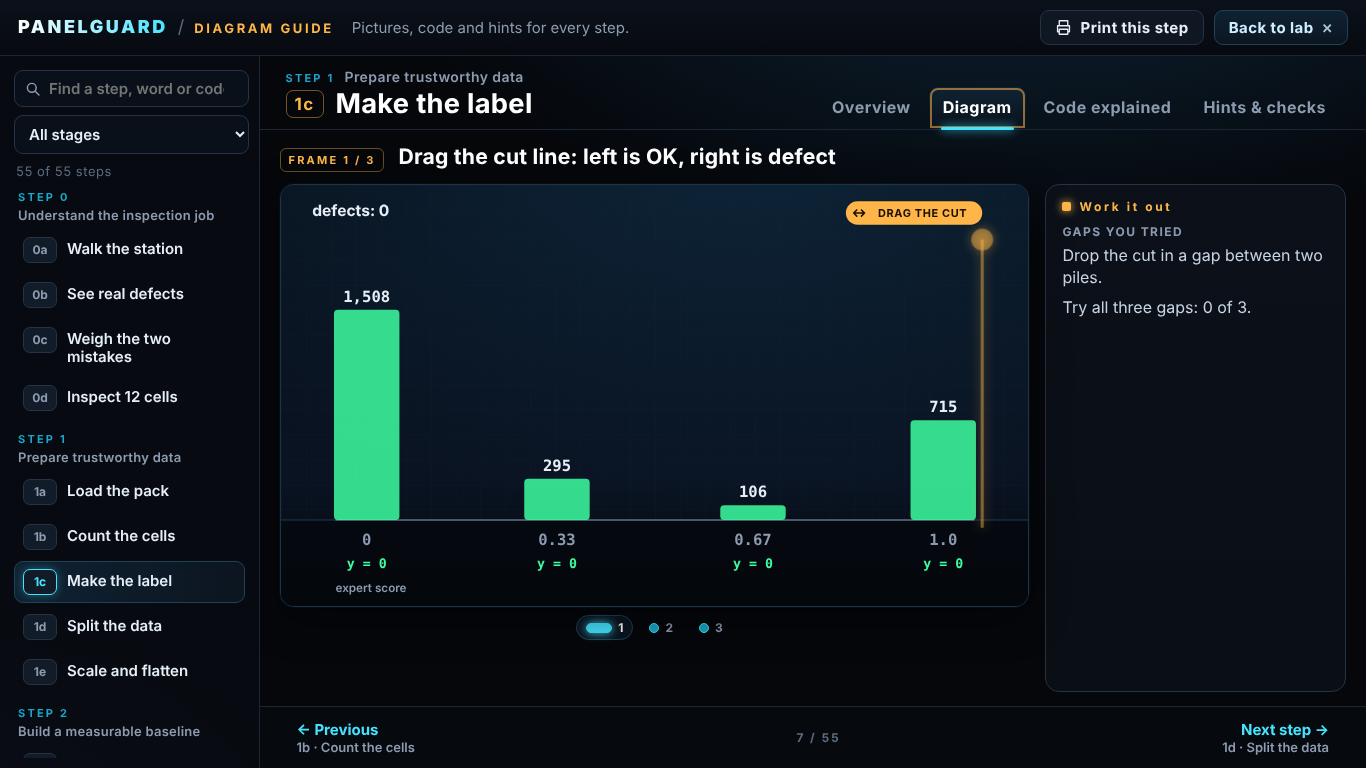 PANELGUARD / DIAGRAM GUIDE Pictures, code and hints for every step.
Print this step
Back to lab ×
Find a step, word or cod
All stages
55 of 55 steps
STEP 0
Understand the inspection job
0a Walk the station
0b See real defects
0c Weigh the two
mistakes
0d Inspect 12 cells
STEP 1
Prepare trustworthy data
1a Load the pack
1b Count the cells
1c Make the label
1d Split the data
1e Scale and flatten
STEP 2
Build a measurable baseline
STEP 1 Prepare trustworthy data
1c Make the label
Overview
Diagram
Code explained
Hints & checks
FRAME 1 / 3 Drag the cut line: left is OK, right is defect
defects: 0
↔ DRAG THE CUT
1,508
295
106
715
0 0.33 0.67 1.0
y = 0 y = 0 y = 0 y = 0
expert score
1 2 3
Work it out
GAPS YOU TRIED
Drop the cut in a gap between two
piles.
Try all three gaps: 0 of 3.
← Previous
1b · Count the cells
7 / 55
Next step →
1d · Split the data